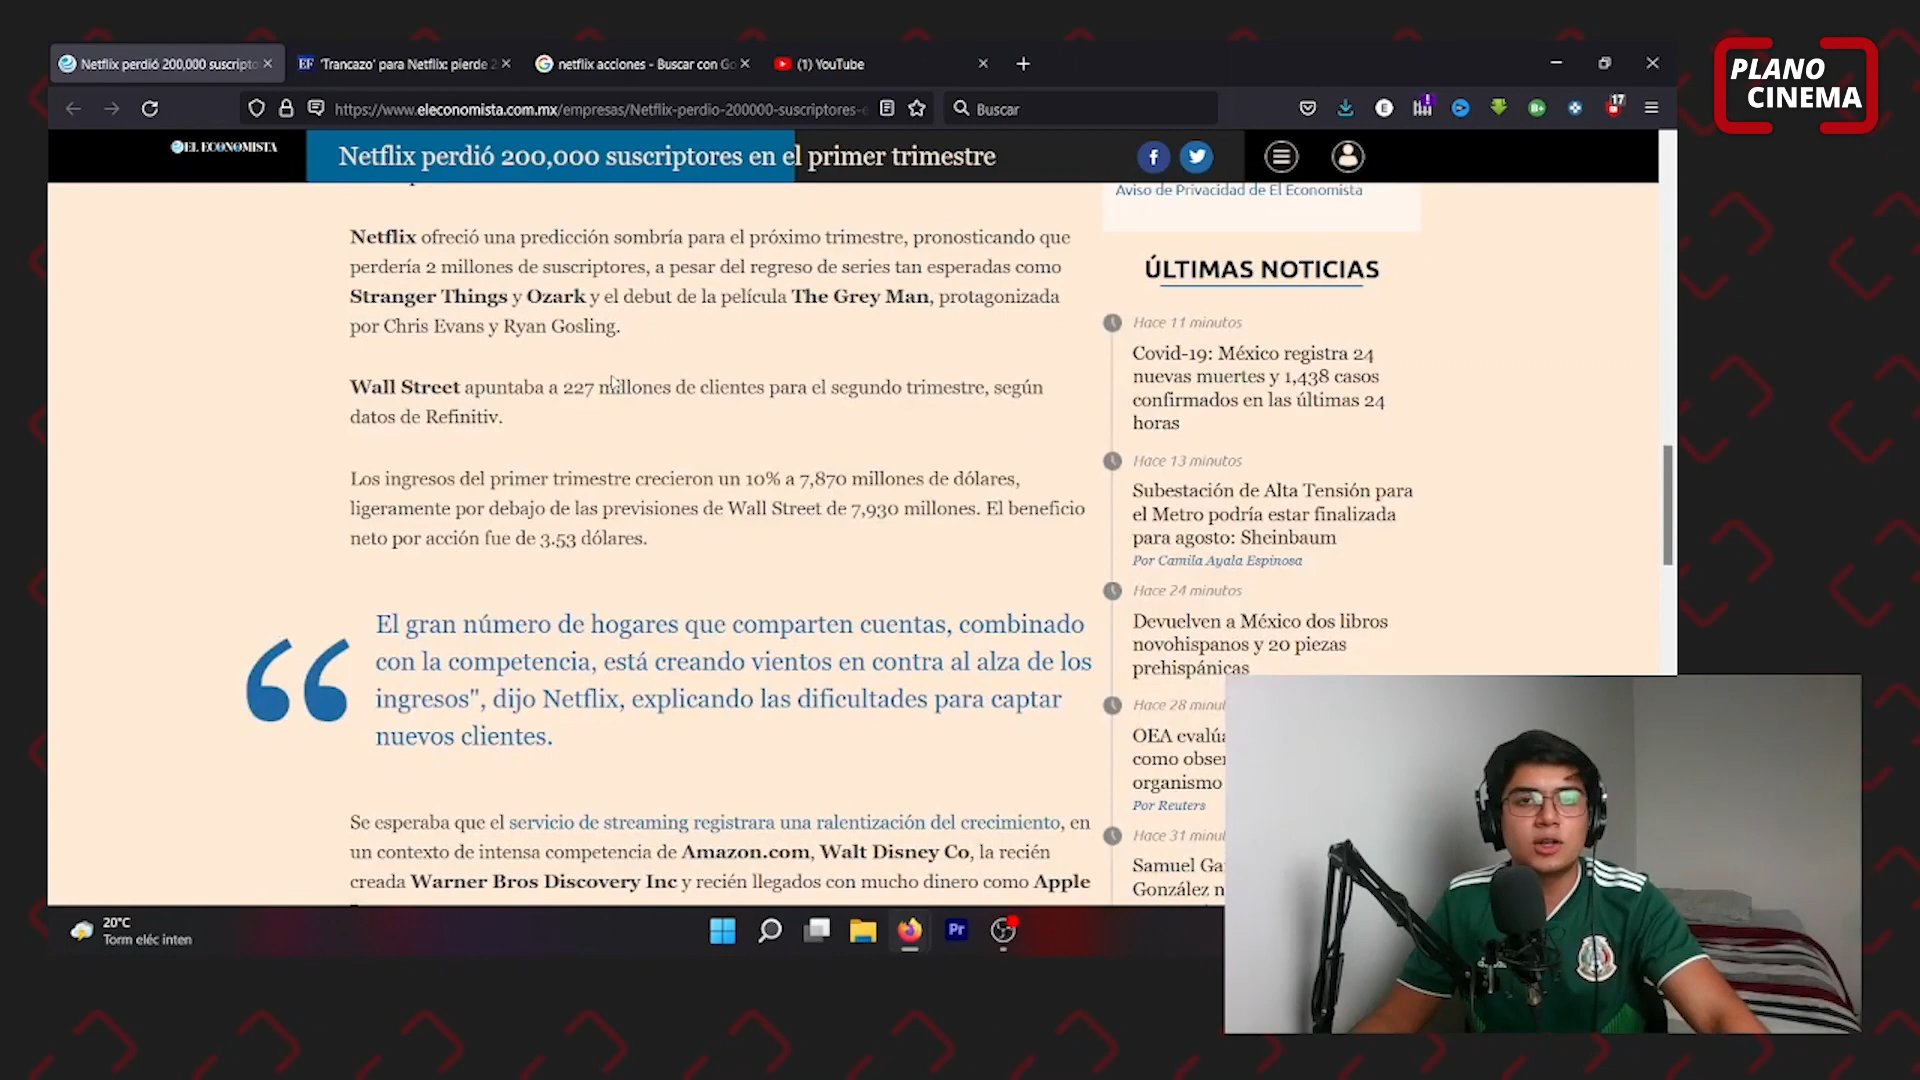 PLANO
CINEMA
Netflix perdió 200,000 suscripto
'Trancazo' para Netflix: pierde 2
netflix acciones - Buscar con Go
(1) YouTube
https://www.eleconomista.com.mx/empresas/Netflix-perdio-200000-suscriptores-e
Buscar
17
EL ECONOMISTA
Netflix perdió 200,000 suscriptores en el primer trimestre
Netflix ofreció una predicción sombría para el próximo trimestre, pronosticando que
perdería 2 millones de suscriptores, a pesar del regreso de series tan esperadas como
Stranger Things y Ozark y el debut de la película The Grey Man, protagonizada
por Chris Evans y Ryan Gosling.
Wall Street apuntaba a 227 millones de clientes para el segundo trimestre, según
datos de Refinitiv.
Los ingresos del primer trimestre crecieron un 10% a 7,870 millones de dólares,
ligeramente por debajo de las previsiones de Wall Street de 7,930 millones. El beneficio
neto por acción fue de 3.53 dólares.
“ El gran número de hogares que comparten cuentas, combinado
con la competencia, está creando vientos en contra al alza de los
ingresos", dijo Netflix, explicando las dificultades para captar
nuevos clientes.
Se esperaba que el servicio de streaming registrara una ralentización del crecimiento, en
un contexto de intensa competencia de Amazon.com, Walt Disney Co, la recién
creada Warner Bros Discovery Inc y recién llegados con mucho dinero como Apple
Aviso de Privacidad de El Economista
ÚLTIMAS NOTICIAS
Hace 11 minutos
Covid-19: México registra 24
nuevas muertes y 1,438 casos
confirmados en las últimas 24
horas
Hace 13 minutos
Subestación de Alta Tensión para
el Metro podría estar finalizada
para agosto: Sheinbaum
Por Camila Ayala Espinosa
Hace 24 minutos
Devuelven a México dos libros
novohispanos y 20 piezas
prehispánicas
Hace 28 minu
OEA evalúa
como obse
organismo
Por Reuters
Hace 31 minu
Samuel Ga
González n
20°C
Torm eléc inten
Pr